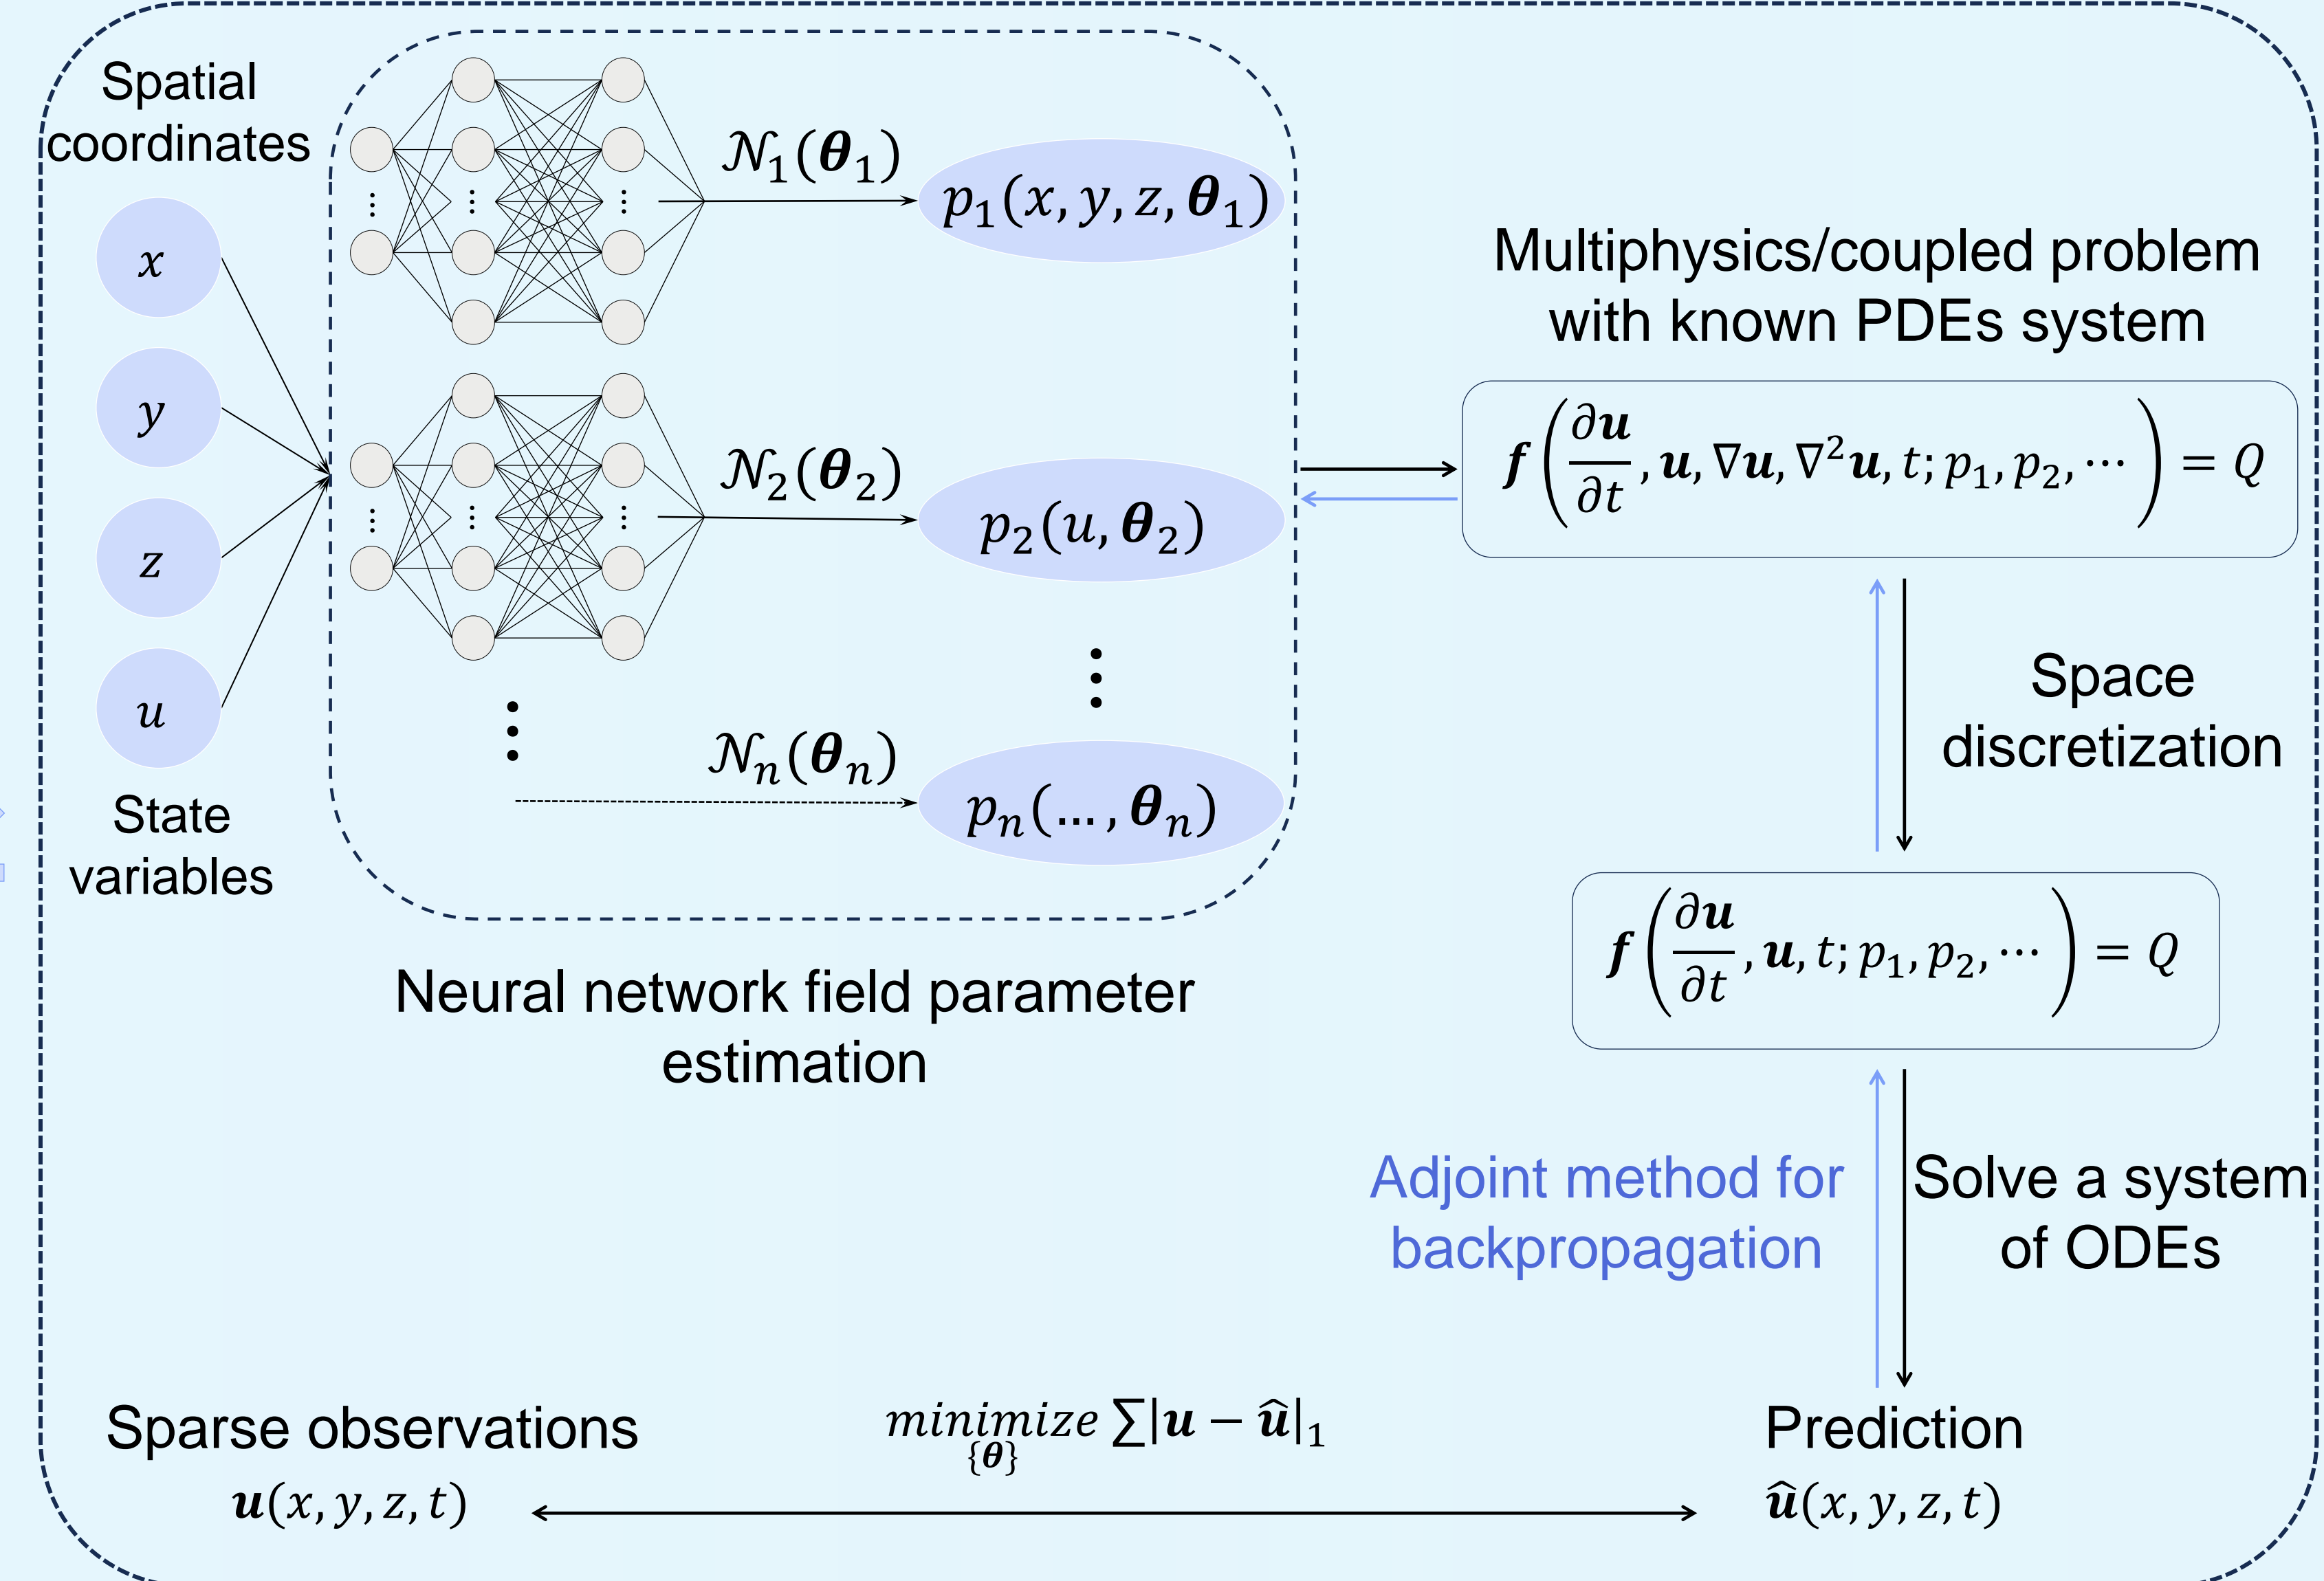 Spatial
coordinates
x
y
z
u
State
variables
𝒩₁(𝜽₁)
p₁(x, y, z, 𝜽₁)
𝒩₂(𝜽₂)
p₂(u, 𝜽₂)
⋮
𝒩ₙ(𝜽ₙ)
pₙ(…, 𝜽ₙ)
Neural network field parameter
estimation
Multiphysics/coupled problem
with known PDEs system
𝒇(∂𝒖/∂t, 𝒖, ∇𝒖, ∇²𝒖, t; p₁, p₂, ⋯) = Q
Space
discretization
𝒇(∂𝒖/∂t, 𝒖, t; p₁, p₂, ⋯) = Q
Adjoint method for
backpropagation
Solve a system
of ODEs
Sparse observations
𝒖(x, y, z, t)
minimize ∑|𝒖 − 𝒖̂|₁
{𝜽}
Prediction
𝒖̂(x, y, z, t)